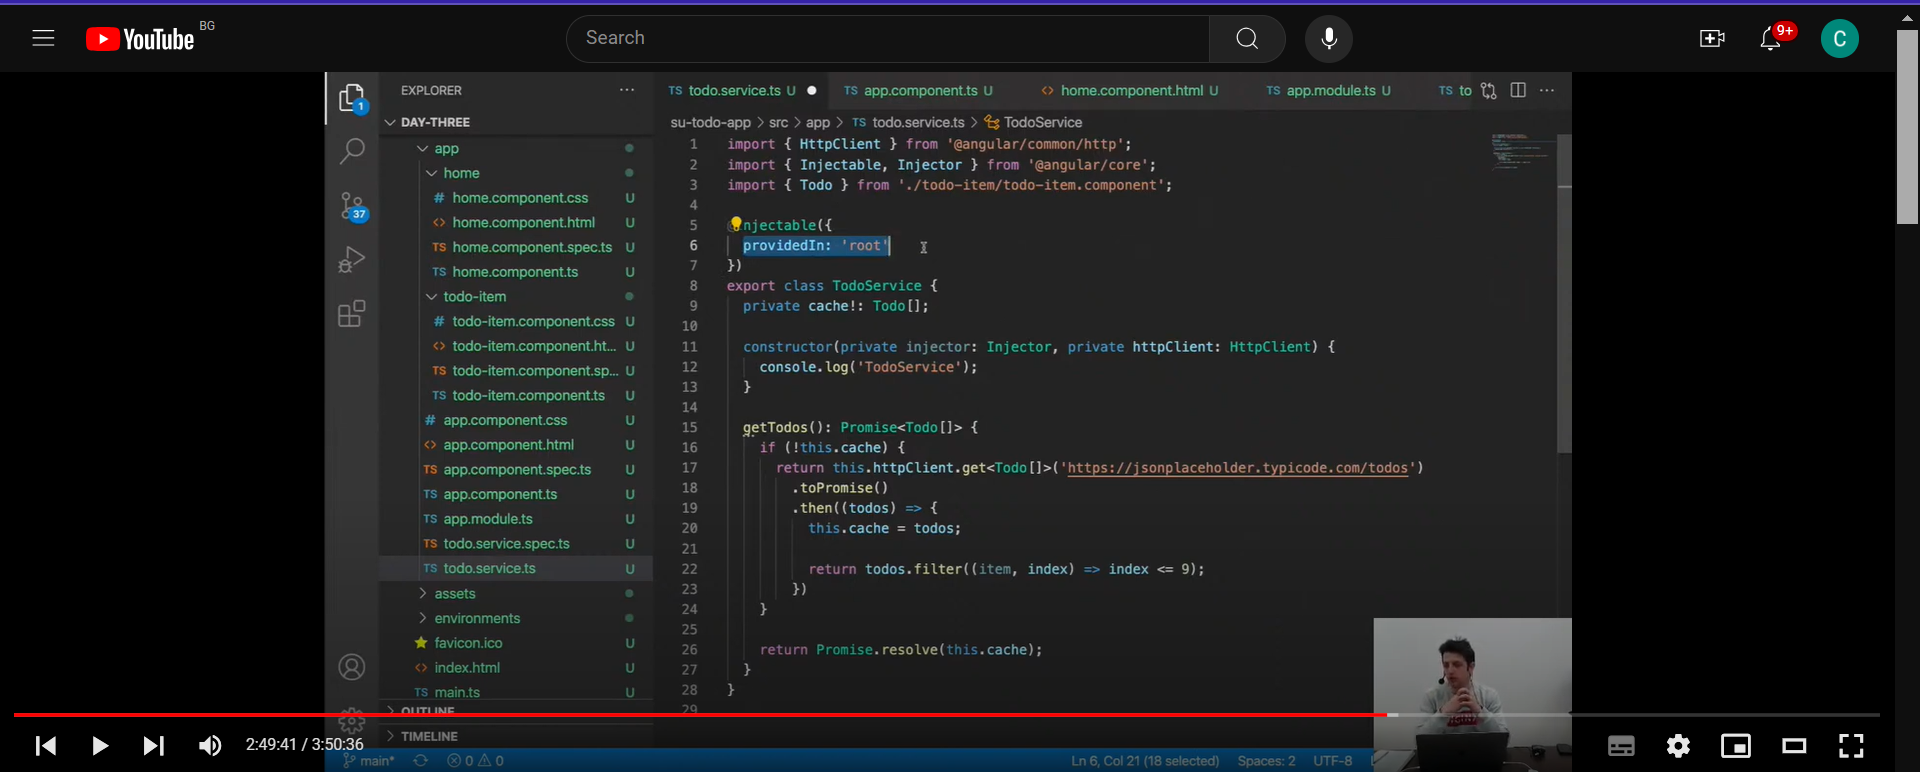 YouTube BG
Search
9+
C
EXPLORER
DAY-THREE
app
home
# home.component.css U
<> home.component.html U
TS home.component.spec.ts U
TS home.component.ts U
todo-item
# todo-item.component.css U
<> todo-item.component.ht... U
TS todo-item.component.sp... U
TS todo-item.component.ts U
# app.component.css U
<> app.component.html U
TS app.component.spec.ts U
TS app.component.ts U
TS app.module.ts U
TS todo.service.spec.ts U
TS todo.service.ts U
assets
environments
favicon.ico U
<> index.html U
TS main.ts U
OUTLINE
TIMELINE
1
37
TS todo.service.ts U
TS app.component.ts U
<> home.component.html U
TS app.module.ts U
TS to
su-todo-app > src > app > TS todo.service.ts > TodoService
1 import { HttpClient } from '@angular/common/http';
2 import { Injectable, Injector } from '@angular/core';
3 import { Todo } from './todo-item/todo-item.component';
4
5 njectable({
6 providedIn: 'root'
7 })
8 export class TodoService {
9 private cache!: Todo[];
10
11 constructor(private injector: Injector, private httpClient: HttpClient) {
12 console.log('TodoService');
13 }
14
15 getTodos(): Promise<Todo[]> {
16 if (!this.cache) {
17 return this.httpClient.get<Todo[]>('https://jsonplaceholder.typicode.com/todos')
18 .toPromise()
19 .then((todos) => {
20 this.cache = todos;
21
22 return todos.filter((item, index) => index <= 9);
23 })
24 }
25
26 return Promise.resolve(this.cache);
27 }
28 }
29
2:49:41 / 3:50:36
main* 0 0
Ln 6, Col 21 (18 selected) Spaces: 2 UTF-8